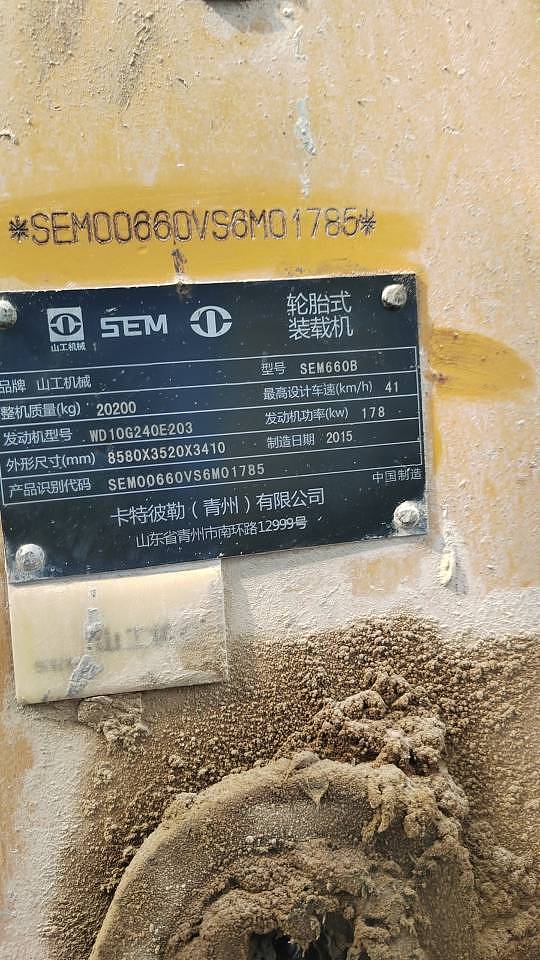 *SEM00660VS6M01785*
山工机械
SEM
轮胎式
装载机
品牌 山工机械
型号 SEM660B
整机质量(kg) 20200
最高设计车速(km/h) 41
发动机型号 WD10G240E203
发动机功率(kw) 178
外形尺寸(mm) 8580X3520X3410
制造日期 2015
产品识别代码 SEM00660VS6M01785
中国制造
卡特彼勒（青州）有限公司
山东省青州市南环路12999号
山工